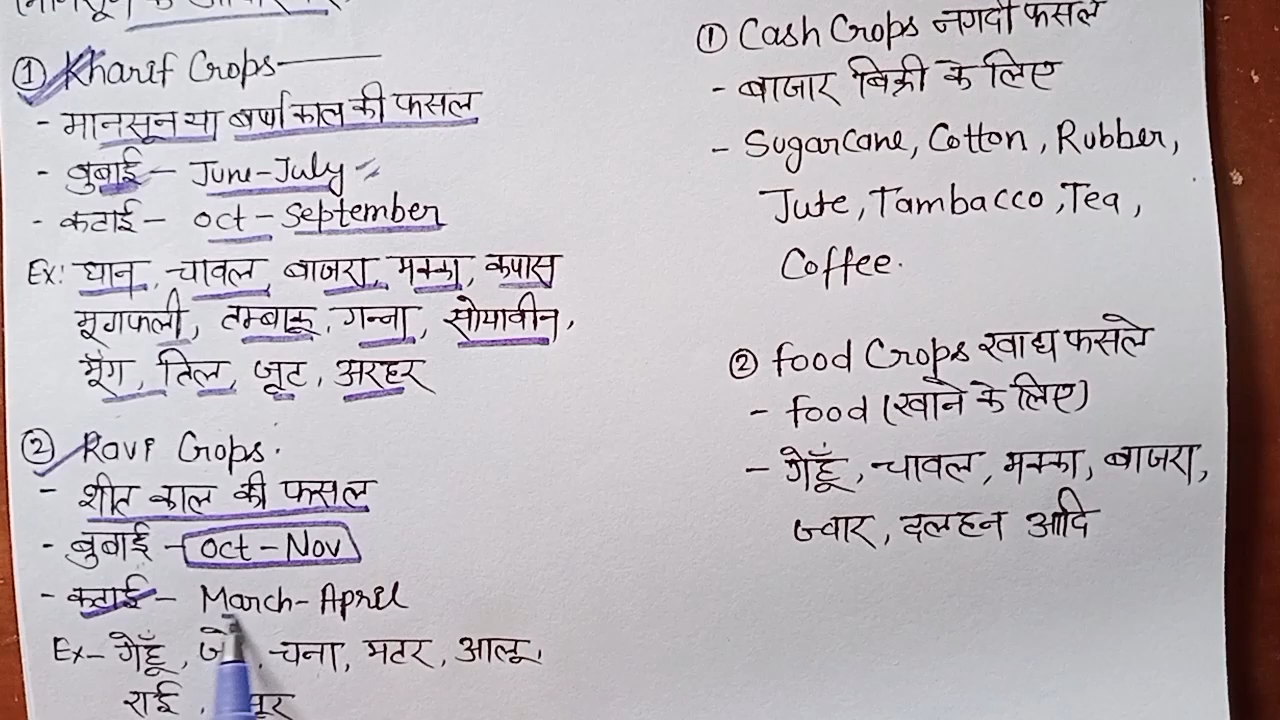 ① Kharif Crops
- मानसून या बर्षा काल की फसल
- बुबाई - June-July
- कटाई - oct - September
Ex: धान, चावल, बाजरा, मक्का, कपास
मूगफली, तम्बाकू, गन्ना, सोयाबीन,
मूँग, तिल, जूट, अरहर
② Ravi Crops.
- शीत काल की फसल
- बुबाई - oct - Nov
- कटाई - March - April
Ex - गेहूँ, चना, मटर, आलू,
राई,
① Cash Crops नगदी फसले
- बाजार बिक्री के लिए
- Sugarcane, Cotton, Rubber,
Jute, Tambacco, Tea,
Coffee.
② food Crops खाद्य फसले
- food (खाने के लिए)
- गेहूँ, चावल, मक्का, बाजरा,
ज्वार, दलहन आदि